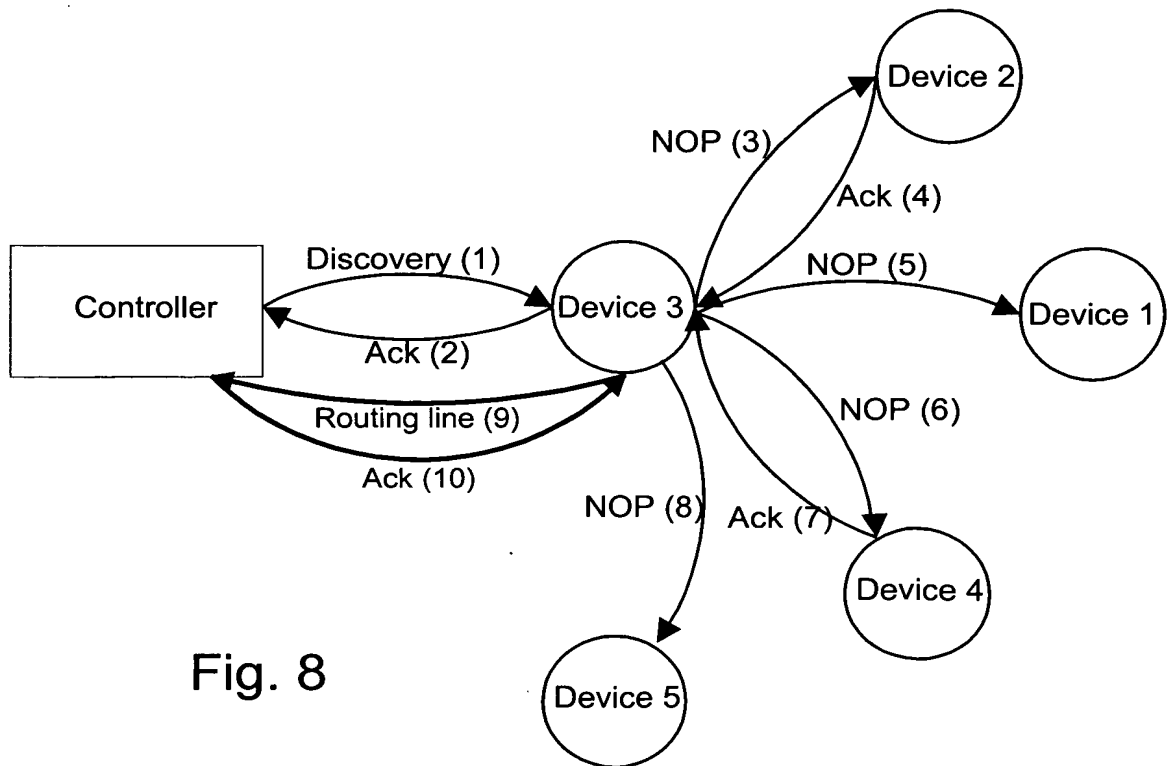 Device 2
NOP (3)
Ack (4)
Discovery (1)
NOP (5)
Controller
Device 3
Device 1
Ack (2)
NOP (6)
Routing line (9)
Ack (10)
NOP (8)
Ack (7)
Device 4
Fig. 8
Device 5